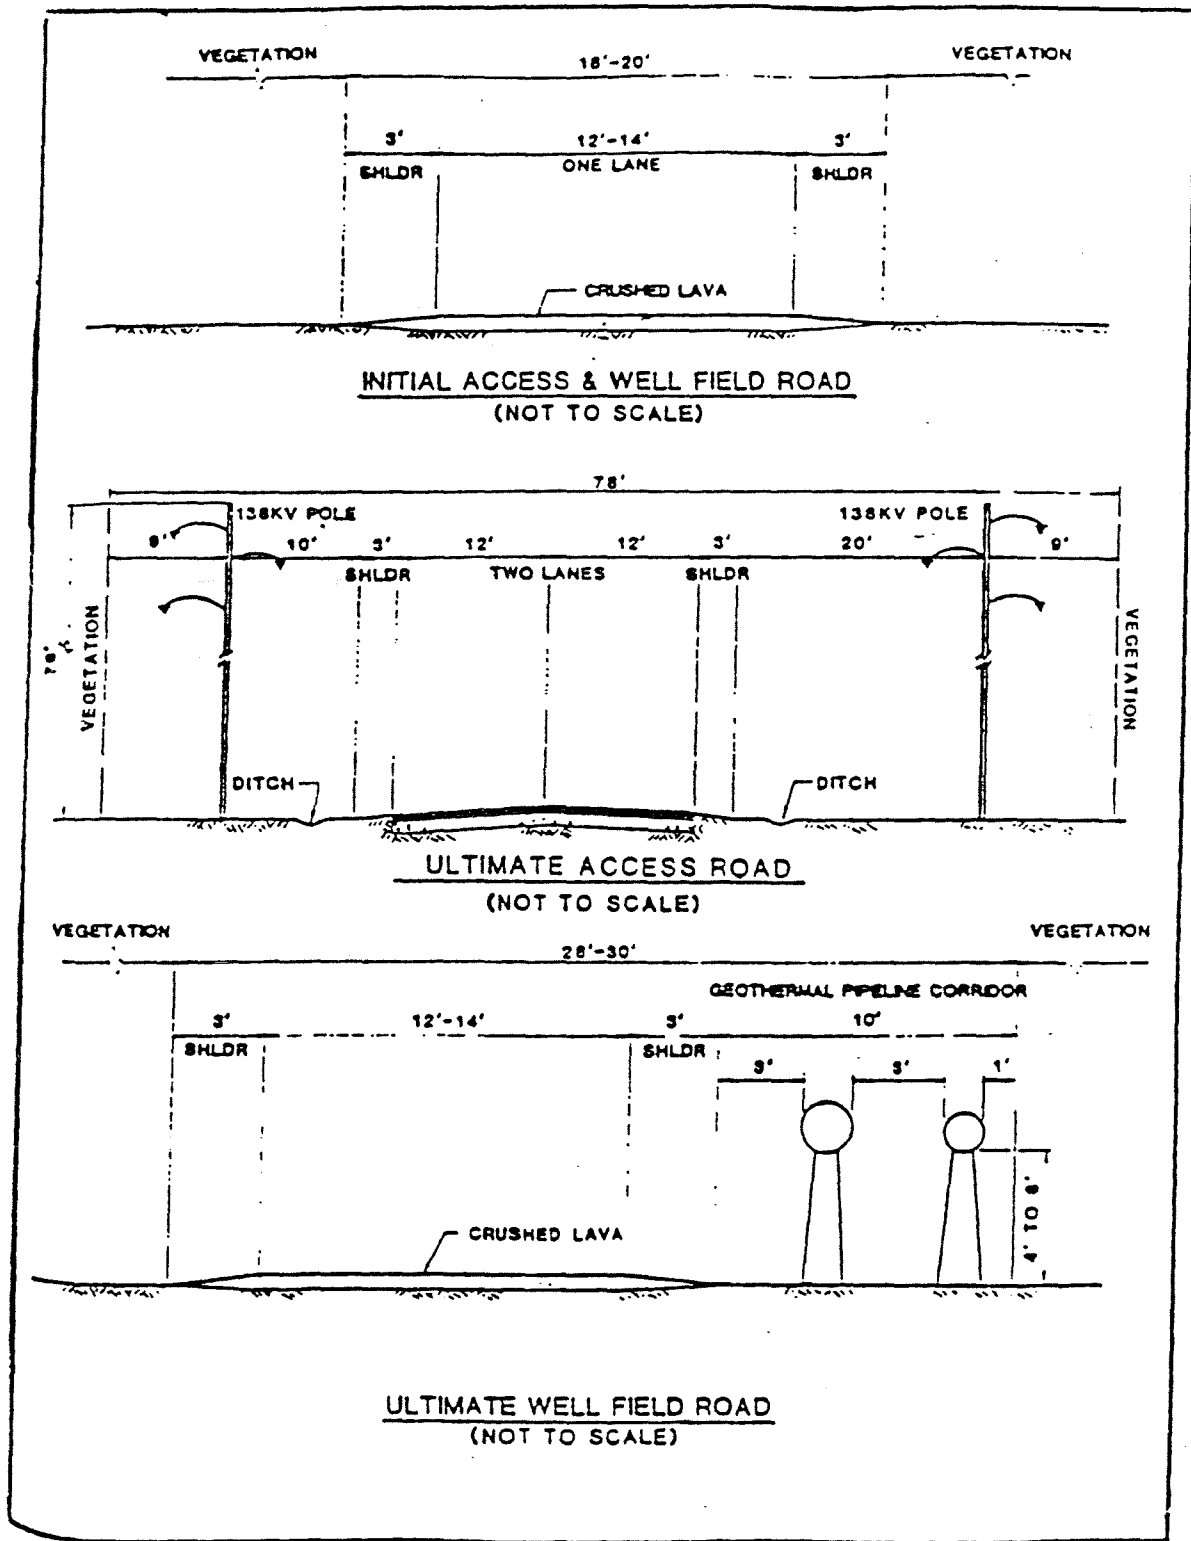 VEGETATION
VEGETATION
18'-20'
3'
12'-14'
3'
SHLDR
ONE LANE
SHLDR
CRUSHED LAVA
INITIAL ACCESS & WELL FIELD ROAD
(NOT TO SCALE)
78'
138KV POLE
138KV POLE
9'
10'
3'
12'
12'
3'
20'
9'
SHLDR
TWO LANES
SHLDR
VEGETATION
VEGETATION
DITCH
DITCH
ULTIMATE ACCESS ROAD
(NOT TO SCALE)
VEGETATION
VEGETATION
28'-30'
GEOTHERMAL PIPELINE CORRIDOR
3'
12'-14'
3'
10'
SHLDR
SHLDR
3'
3'
1'
CRUSHED LAVA
ULTIMATE WELL FIELD ROAD
(NOT TO SCALE)